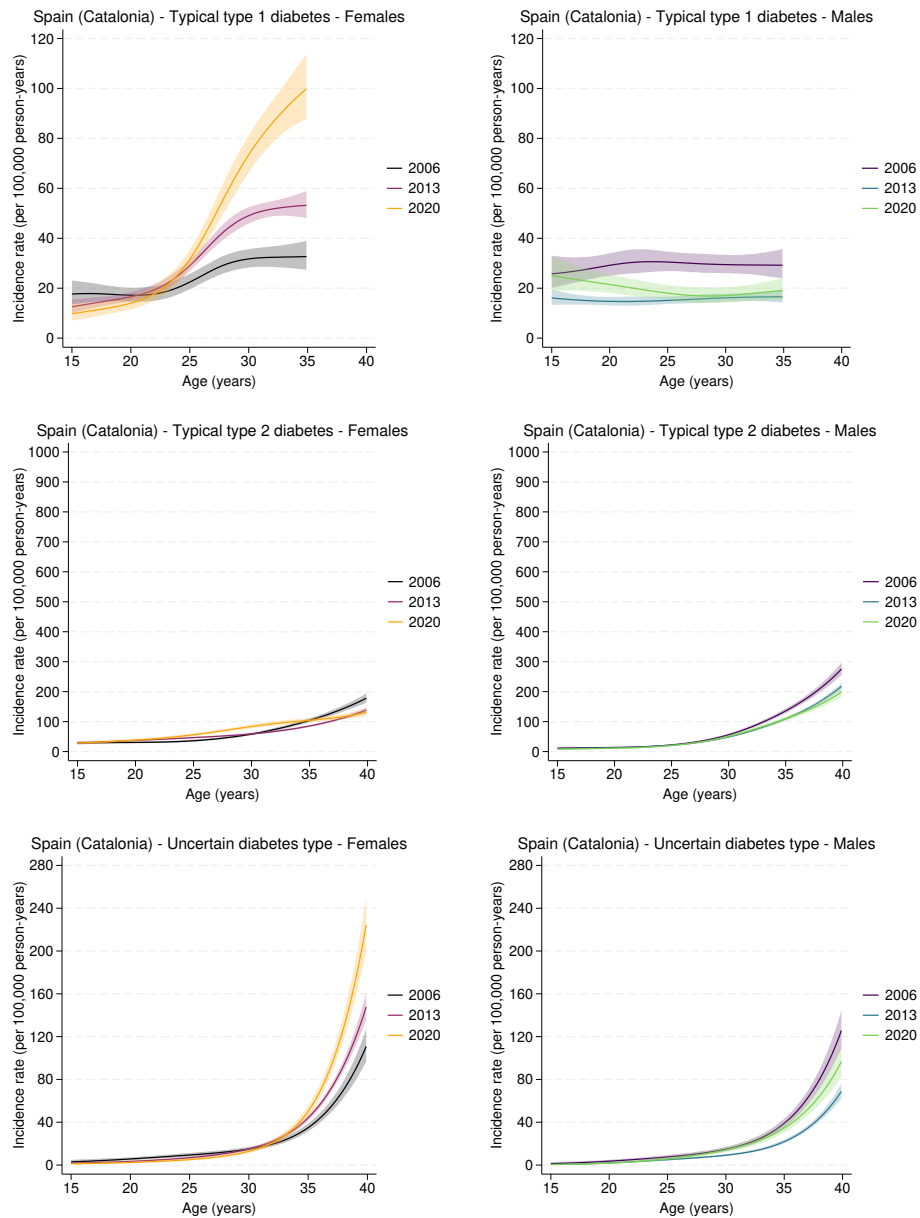 Spain (Catalonia) - Typical type 1 diabetes - Females
Incidence rate (per 100,000 person-years)
120
100
80
60
40
20
0
15 20 25 30 35 40
Age (years)
2006
2013
2020
Spain (Catalonia) - Typical type 1 diabetes - Males
Incidence rate (per 100,000 person-years)
120
100
80
60
40
20
0
15 20 25 30 35 40
Age (years)
2006
2013
2020
Spain (Catalonia) - Typical type 2 diabetes - Females
Incidence rate (per 100,000 person-years)
1000
900
800
700
600
500
400
300
200
100
0
15 20 25 30 35 40
Age (years)
2006
2013
2020
Spain (Catalonia) - Typical type 2 diabetes - Males
Incidence rate (per 100,000 person-years)
1000
900
800
700
600
500
400
300
200
100
0
15 20 25 30 35 40
Age (years)
2006
2013
2020
Spain (Catalonia) - Uncertain diabetes type - Females
Incidence rate (per 100,000 person-years)
280
240
200
160
120
80
40
0
15 20 25 30 35 40
Age (years)
2006
2013
2020
Spain (Catalonia) - Uncertain diabetes type - Males
Incidence rate (per 100,000 person-years)
280
240
200
160
120
80
40
0
15 20 25 30 35 40
Age (years)
2006
2013
2020